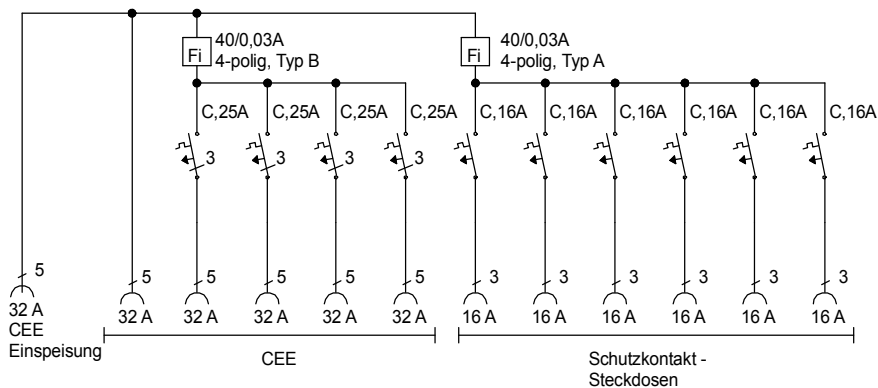 Fi
40/0,03A
4-polig, Typ B
Fi
40/0,03A
4-polig, Typ A
C,25A C,25A C,25A C,25A C,16A C,16A C,16A C,16A C,16A C,16A
3 3 3 3
5 5 5 5 5 5 3 3 3 3 3 3
32 A 32 A 32 A 32 A 32 A 32 A 16 A 16 A 16 A 16 A 16 A 16 A
CEE
Einspeisung
CEE
Schutzkontakt -
Steckdosen